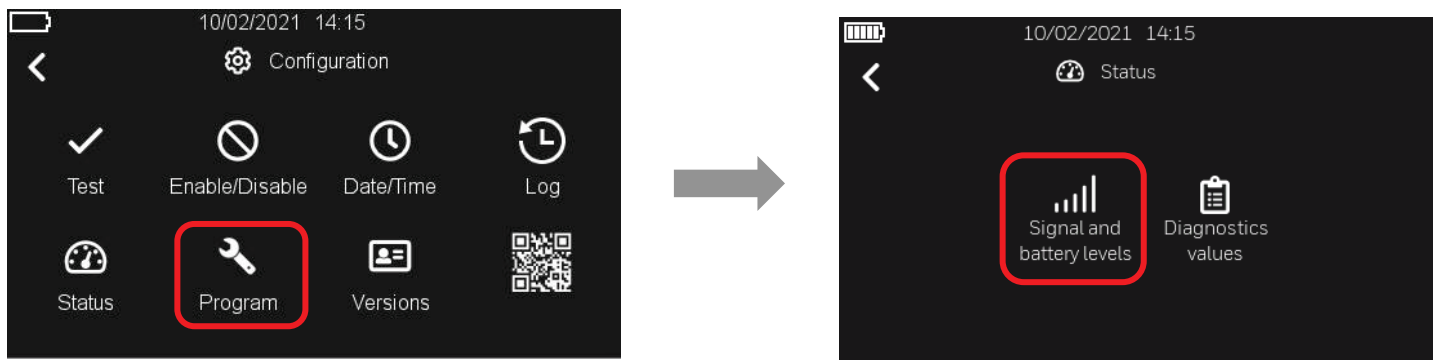 10/02/2021 14:15
Configuration
Test
Enable/Disable
Date/Time
Log
Status
Program
Versions
10/02/2021 14:15
Status
Signal and
battery levels
Diagnostics
values